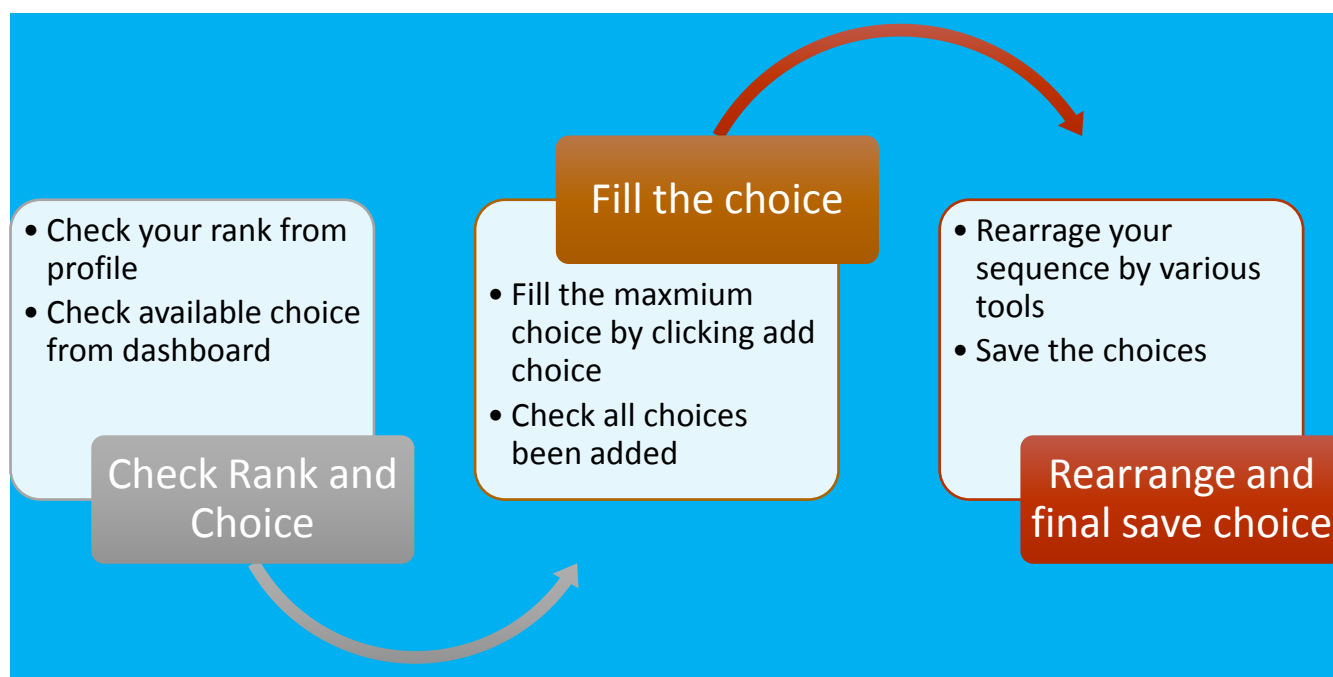 • Check your rank from
profile
• Check available choice
from dashboard
Check Rank and
Choice
Fill the choice
• Fill the maxmium
choice by clicking add
choice
• Check all choices
been added
• Rearrage your
sequence by various
tools
• Save the choices
Rearrange and
final save choice